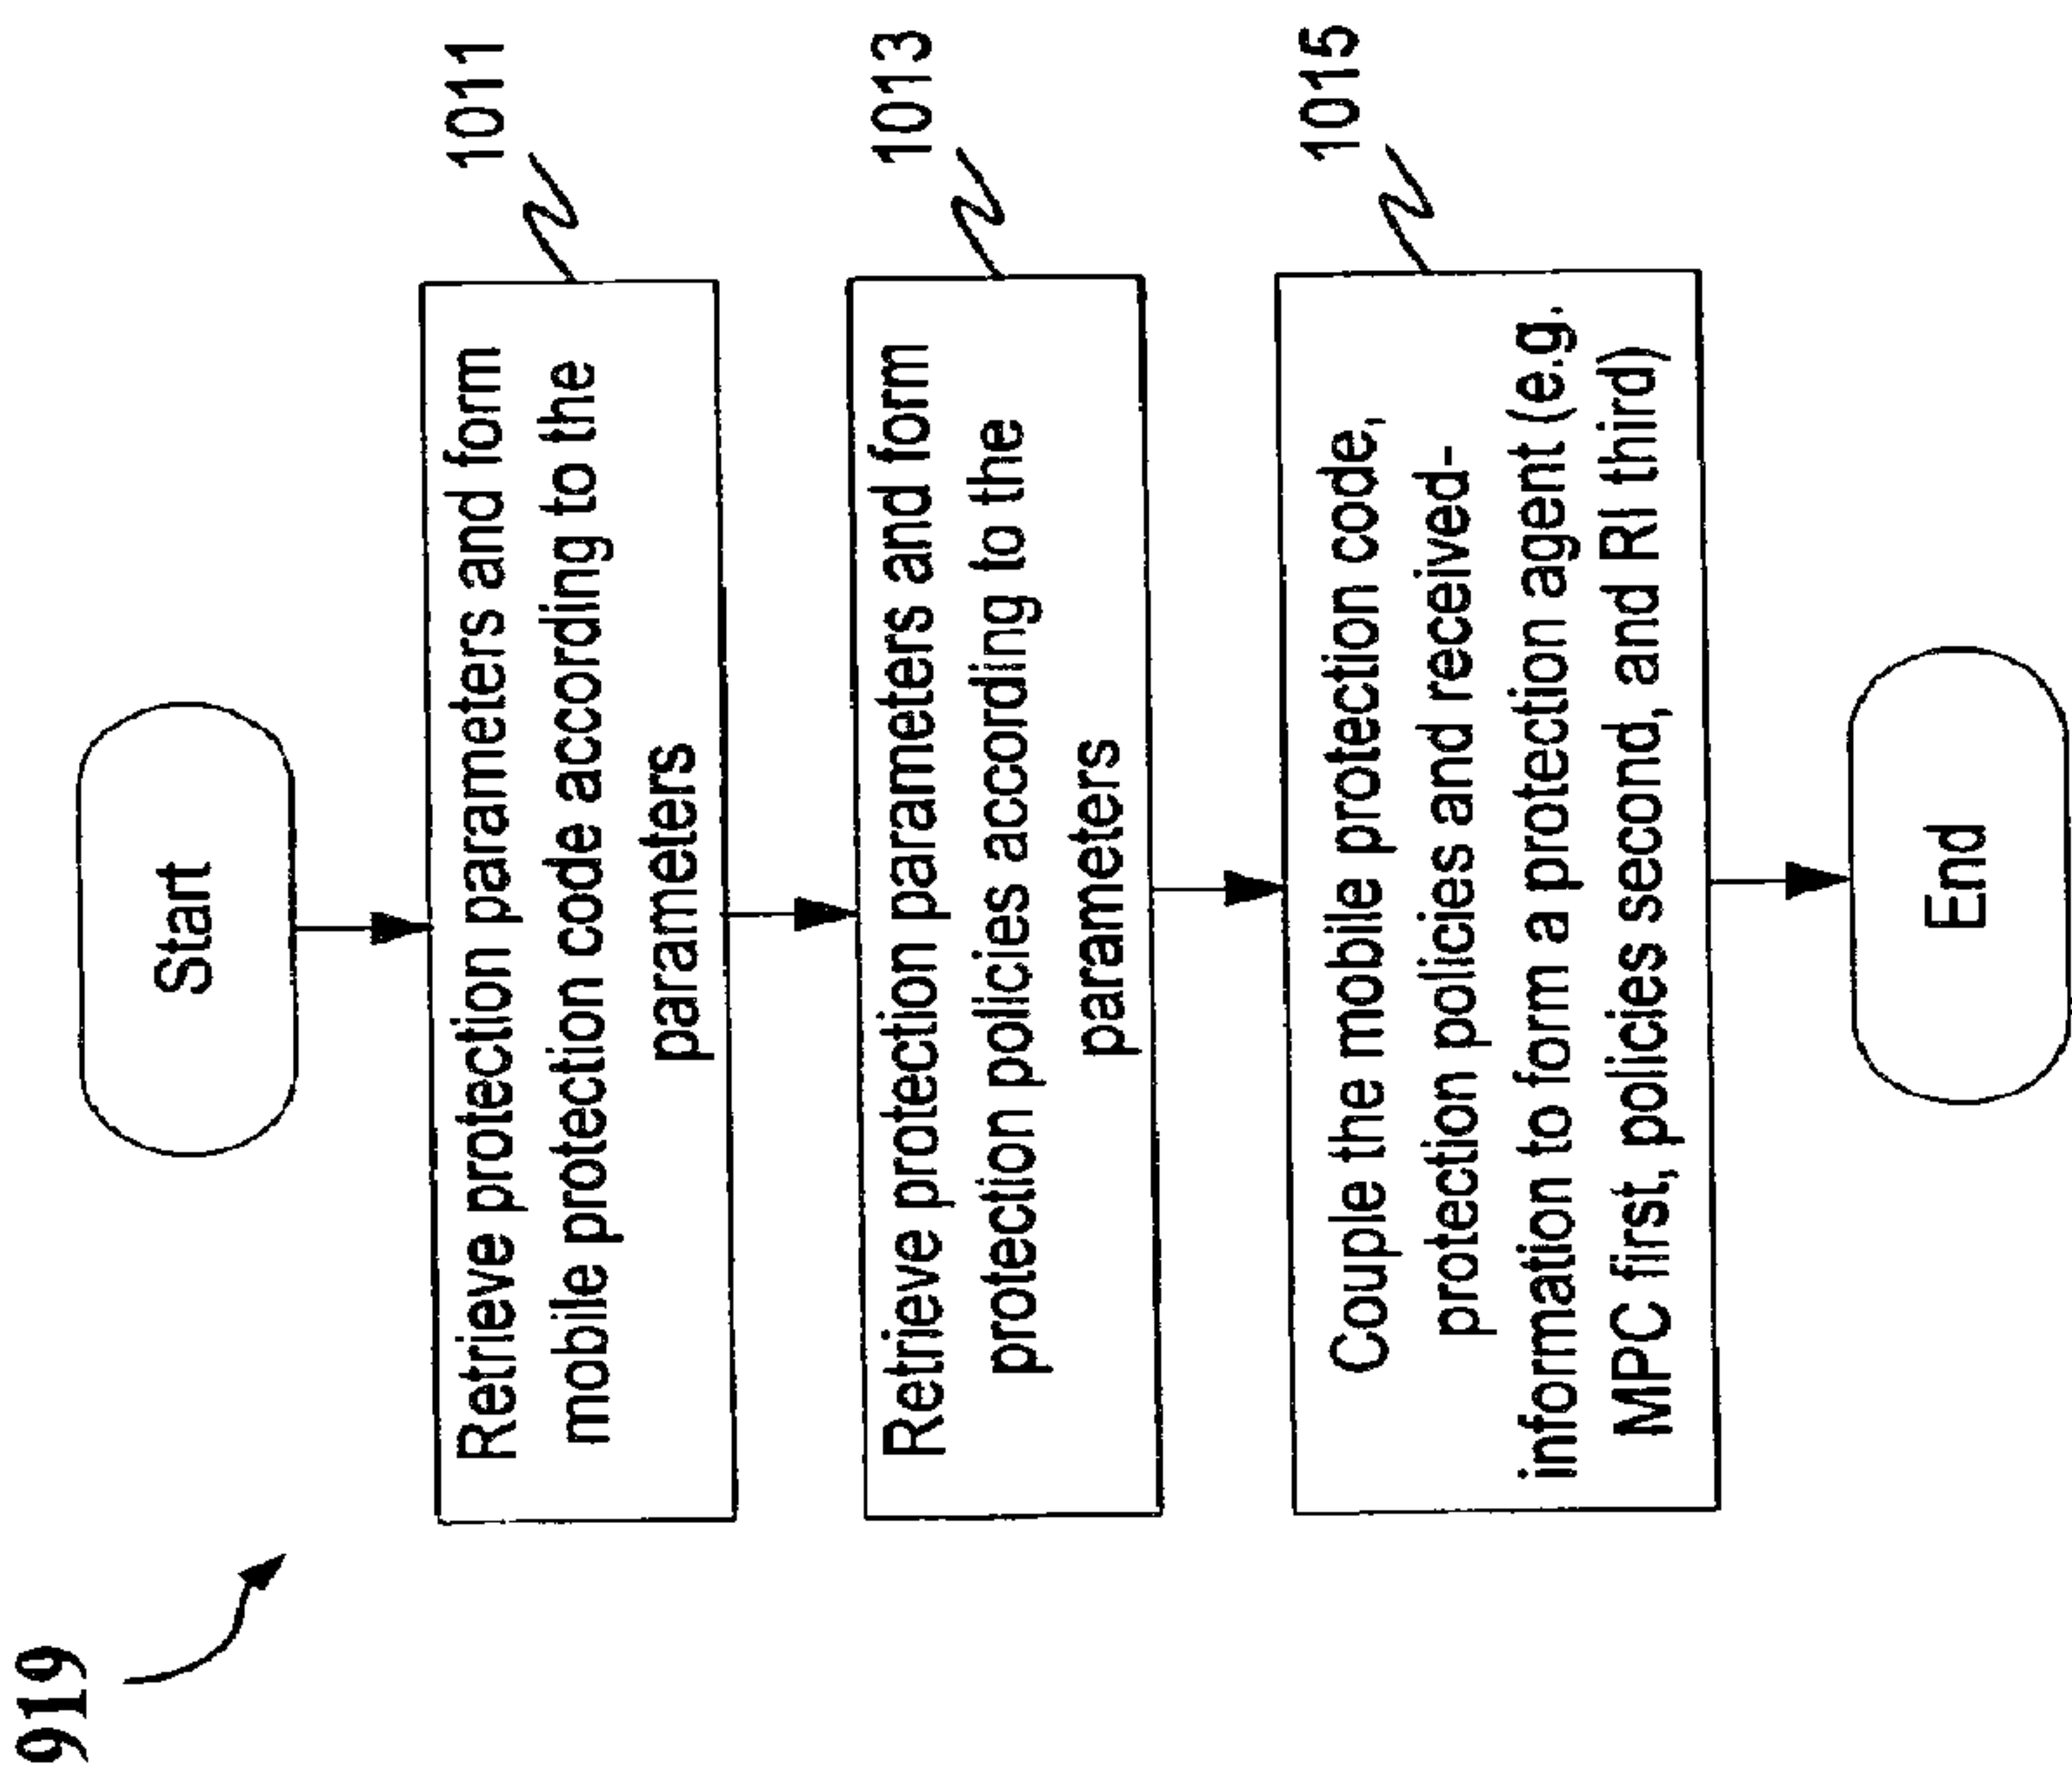 919
Start
Retrieve protection parameters and form
mobile protection code according to the
parameters
1011
Retrieve protection parameters and form
protection policies according to the
parameters
1013
Couple the mobile protection code,
protection policies and received-
information to form a protection agent (e.g.
MPC first, policies second, and RI third)
1015
End